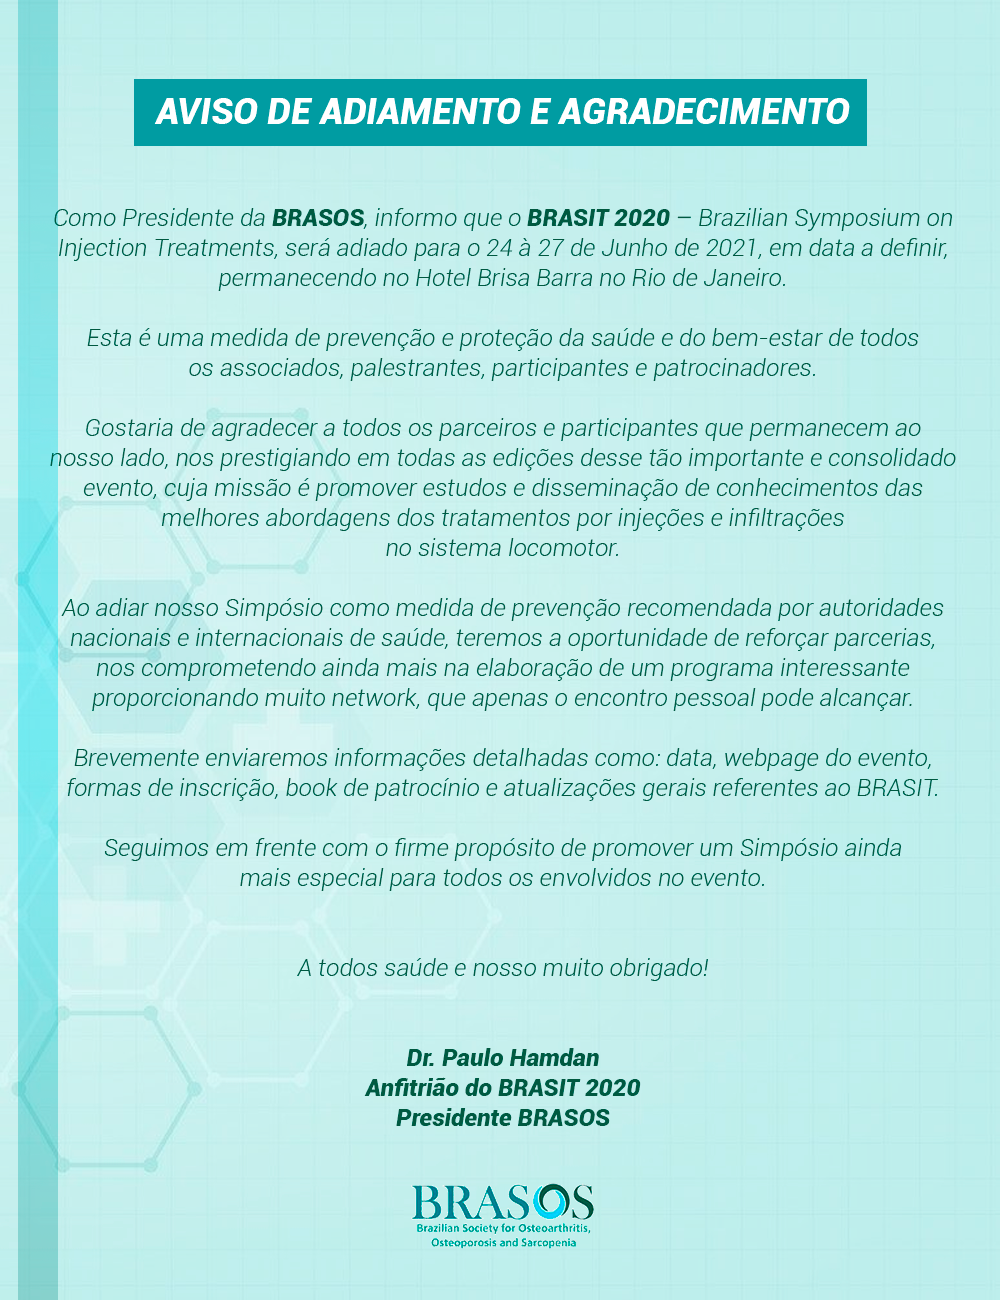 AVISO DE ADIAMENTO E AGRADECIMENTO
Como Presidente da BRASOS, informo que o BRASIT 2020 – Brazilian Symposium on
Injection Treatments, será adiado para o 24 à 27 de Junho de 2021, em data a definir,
permanecendo no Hotel Brisa Barra no Rio de Janeiro.
Esta é uma medida de prevenção e proteção da saúde e do bem-estar de todos
os associados, palestrantes, participantes e patrocinadores.
Gostaria de agradecer a todos os parceiros e participantes que permanecem ao
nosso lado, nos prestigiando em todas as edições desse tão importante e consolidado
evento, cuja missão é promover estudos e disseminação de conhecimentos das
melhores abordagens dos tratamentos por injeções e infiltrações
no sistema locomotor.
Ao adiar nosso Simpósio como medida de prevenção recomendada por autoridades
nacionais e internacionais de saúde, teremos a oportunidade de reforçar parcerias,
nos comprometendo ainda mais na elaboração de um programa interessante
proporcionando muito network, que apenas o encontro pessoal pode alcançar.
Brevemente enviaremos informações detalhadas como: data, webpage do evento,
formas de inscrição, book de patrocínio e atualizações gerais referentes ao BRASIT.
Seguimos em frente com o firme propósito de promover um Simpósio ainda
mais especial para todos os envolvidos no evento.
A todos saúde e nosso muito obrigado!
Dr. Paulo Hamdan
Anfitrião do BRASIT 2020
Presidente BRASOS
BRASOS
Brazilian Society for Osteoarthritis,
Osteoporosis and Sarcopenia